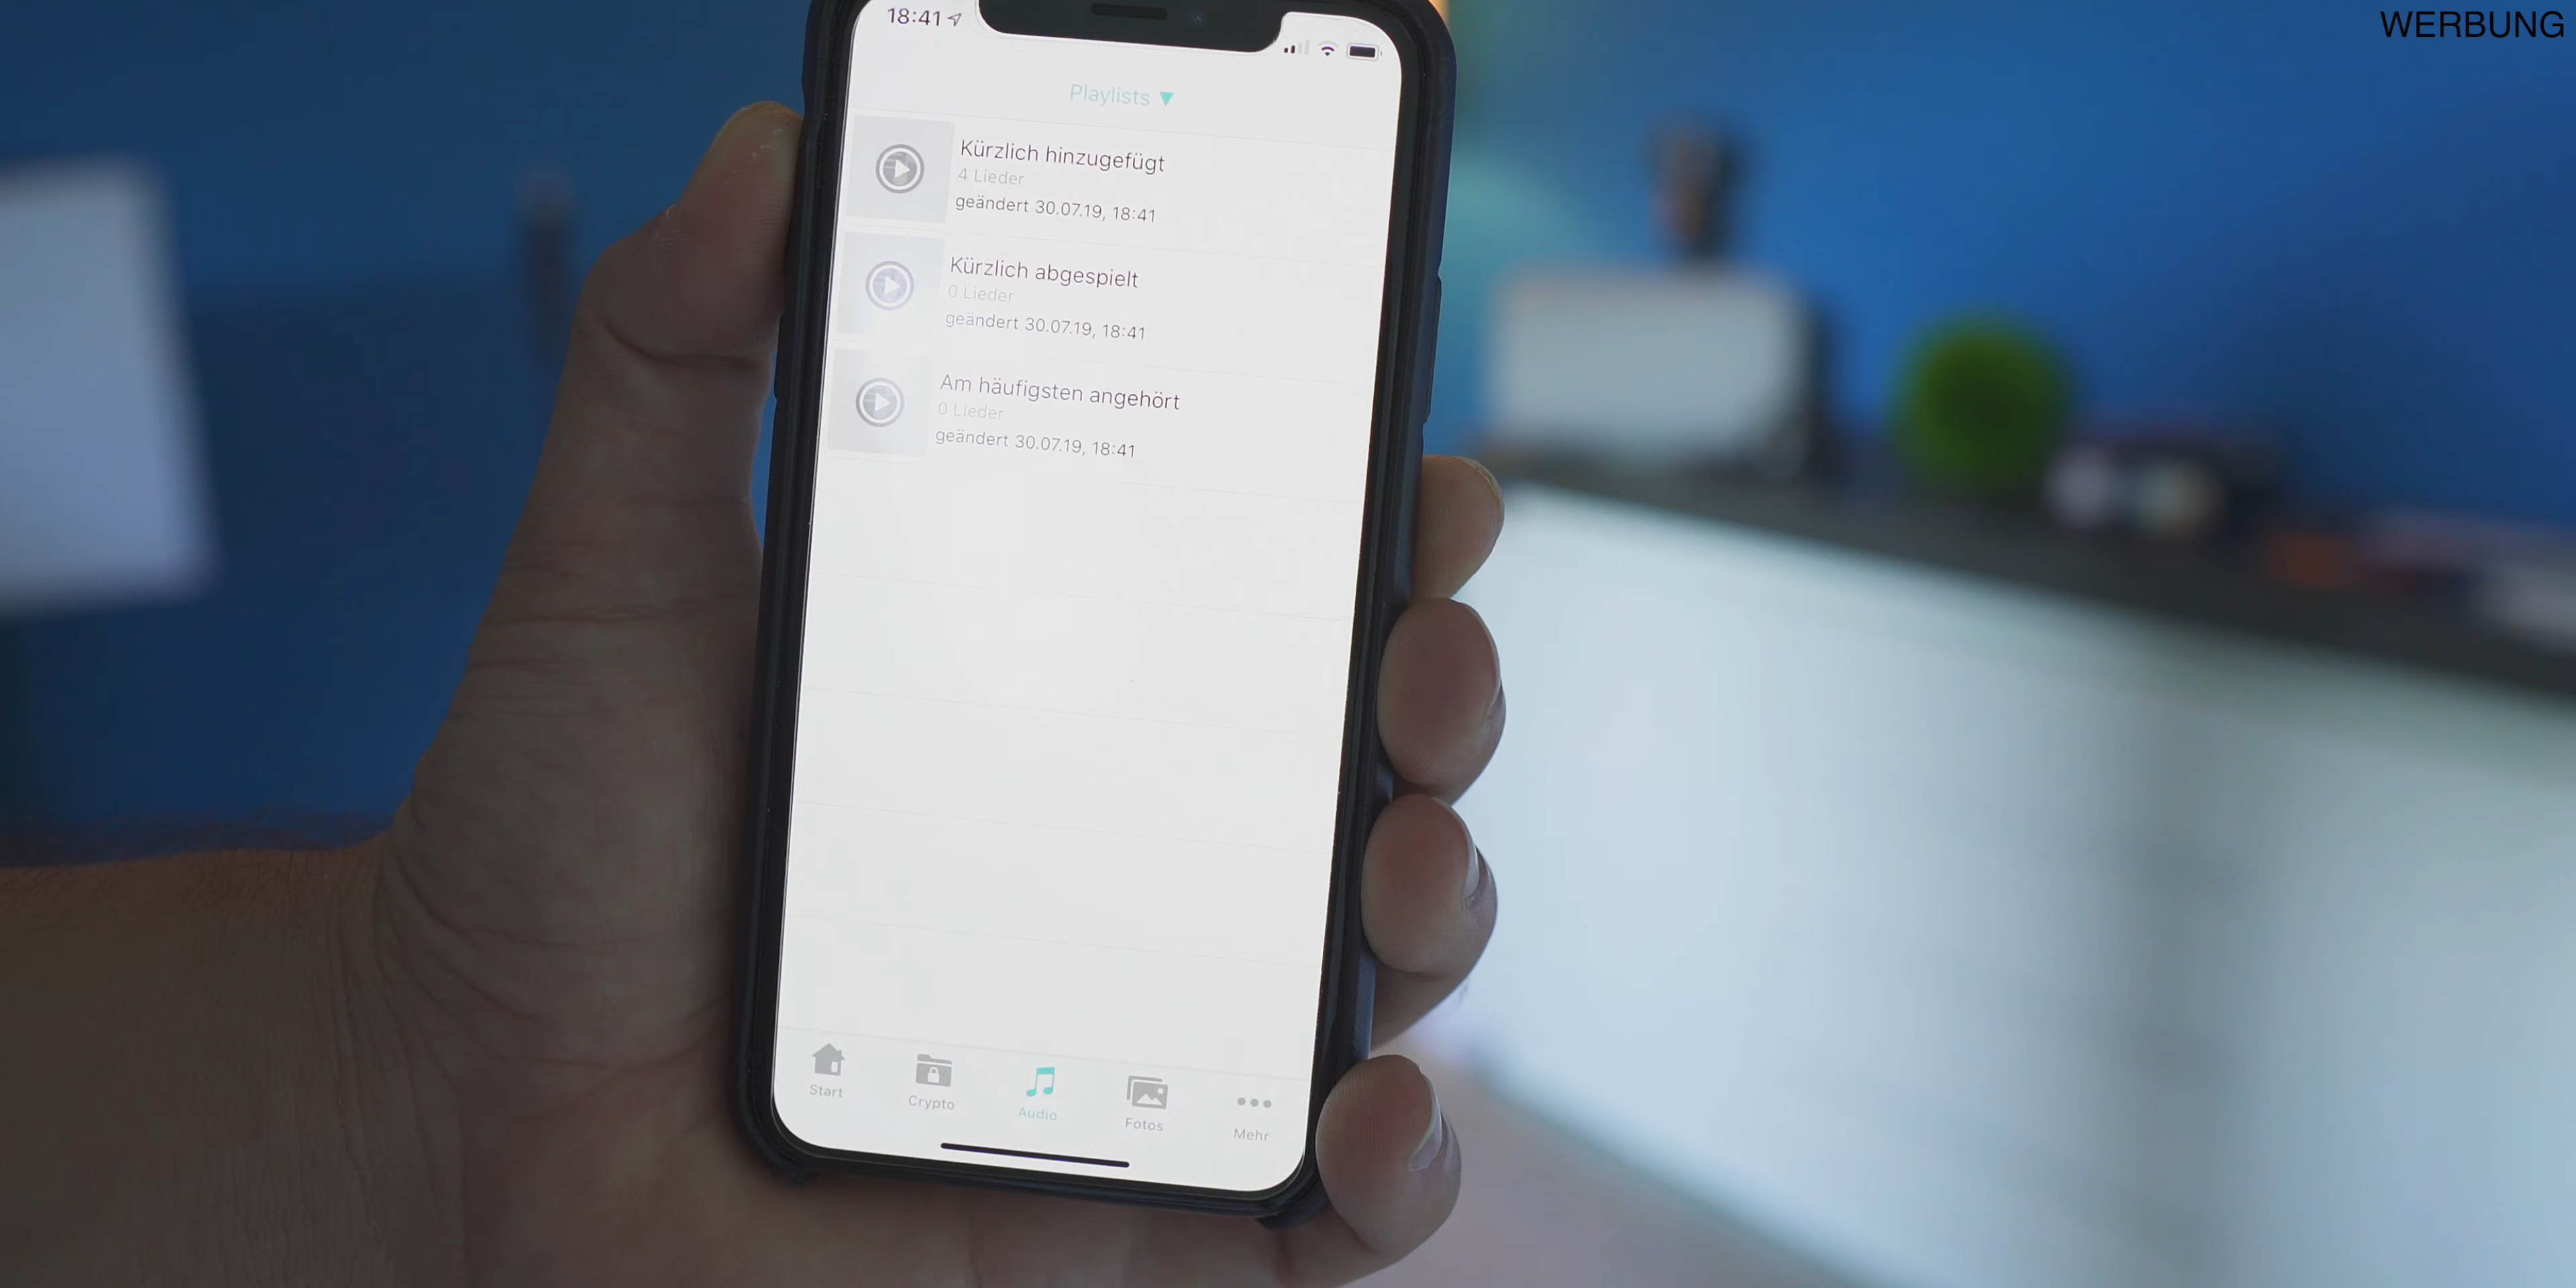 WERBUNG
18:41
Playlists ▼
Kürzlich hinzugefügt
4 Lieder
geändert 30.07.19, 18:41
Kürzlich abgespielt
0 Lieder
geändert 30.07.19, 18:41
Am häufigsten angehört
0 Lieder
geändert 30.07.19, 18:41
Start
Crypto
Audio
Fotos
Mehr